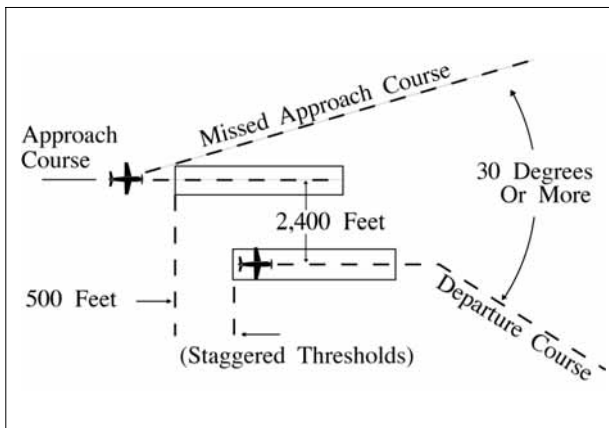 Missed Approach Course
Approach
Course
30 Degrees
Or More
2,400 Feet
500 Feet
Departure Course
(Staggered Thresholds)